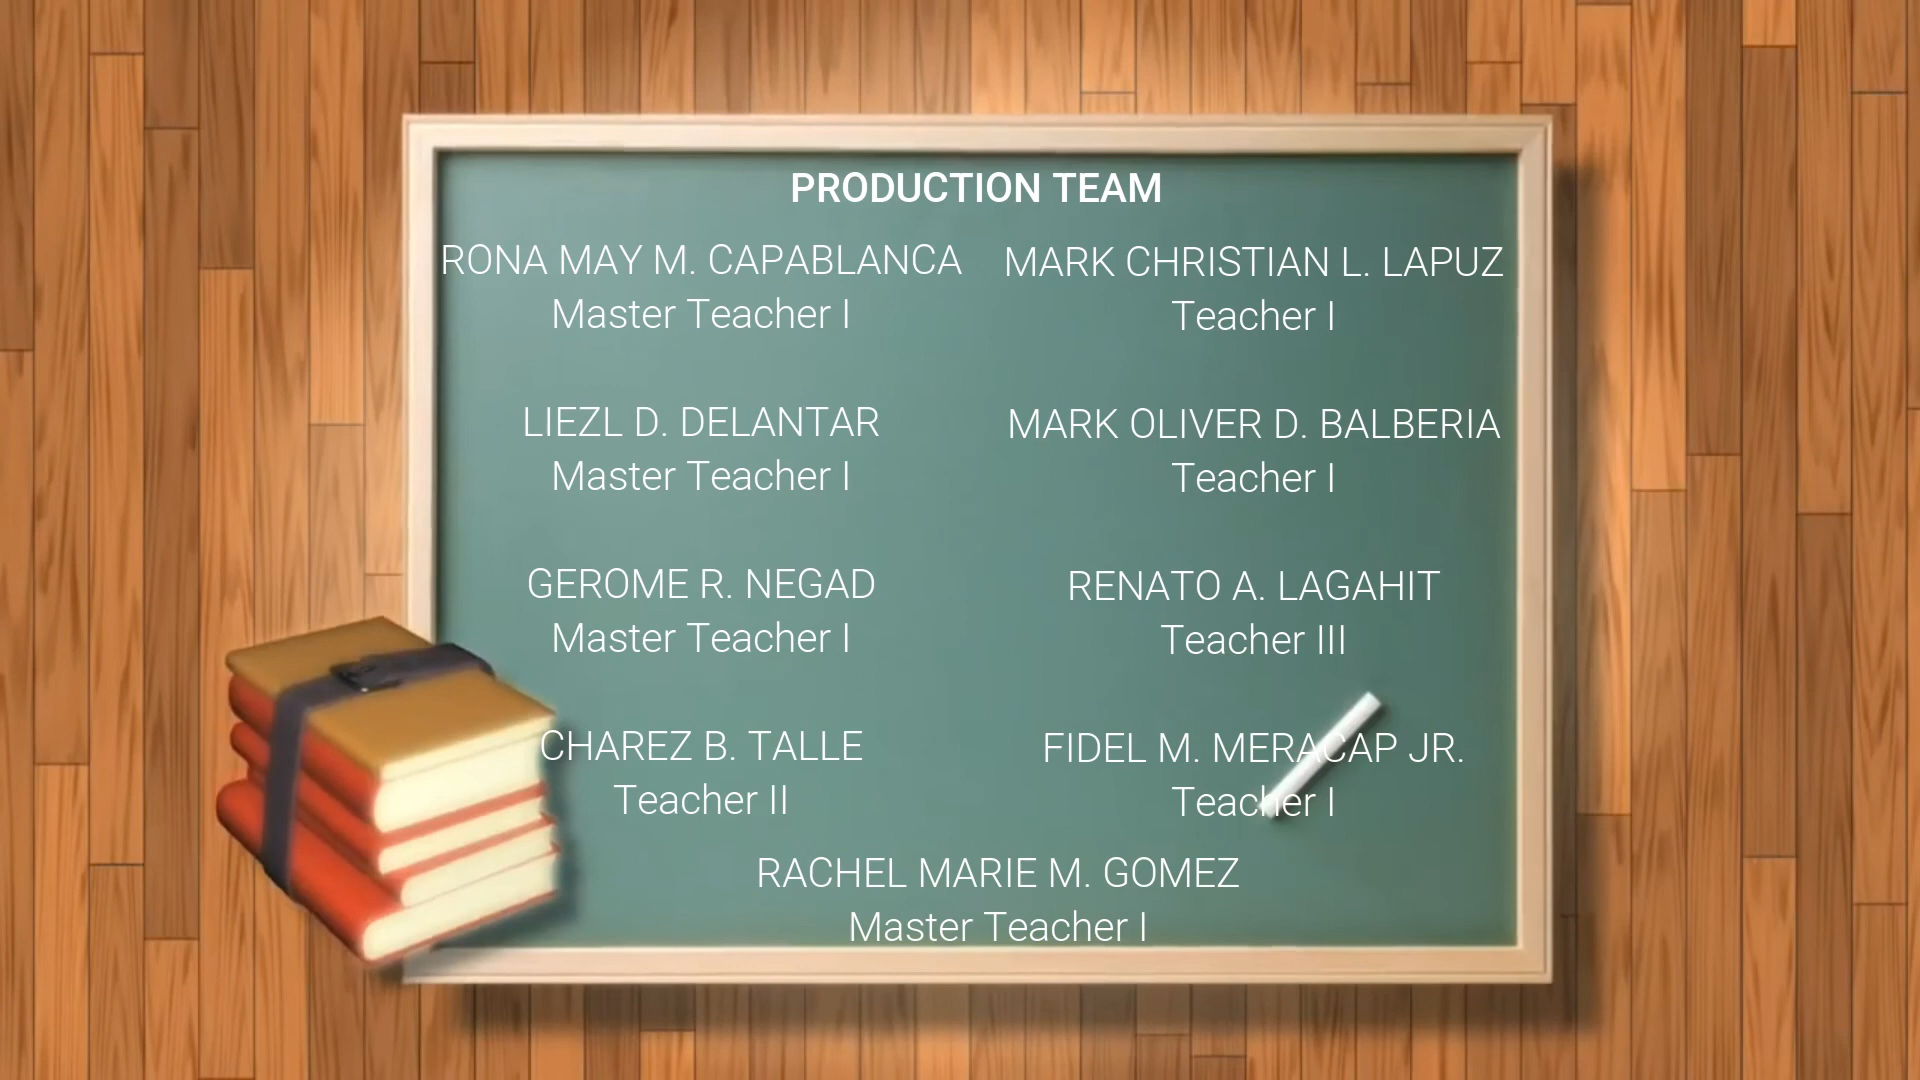 PRODUCTION TEAM
RONA MAY M. CAPABLANCA
Master Teacher I
LIEZL D. DELANTAR
Master Teacher I
GEROME R. NEGAD
Master Teacher I
CHAREZ B. TALLE
Teacher II
MARK CHRISTIAN L. LAPUZ
Teacher I
MARK OLIVER D. BALBERIA
Teacher I
RENATO A. LAGAHIT
Teacher III
FIDEL M. MERACAP JR.
Teacher I
RACHEL MARIE M. GOMEZ
Master Teacher I